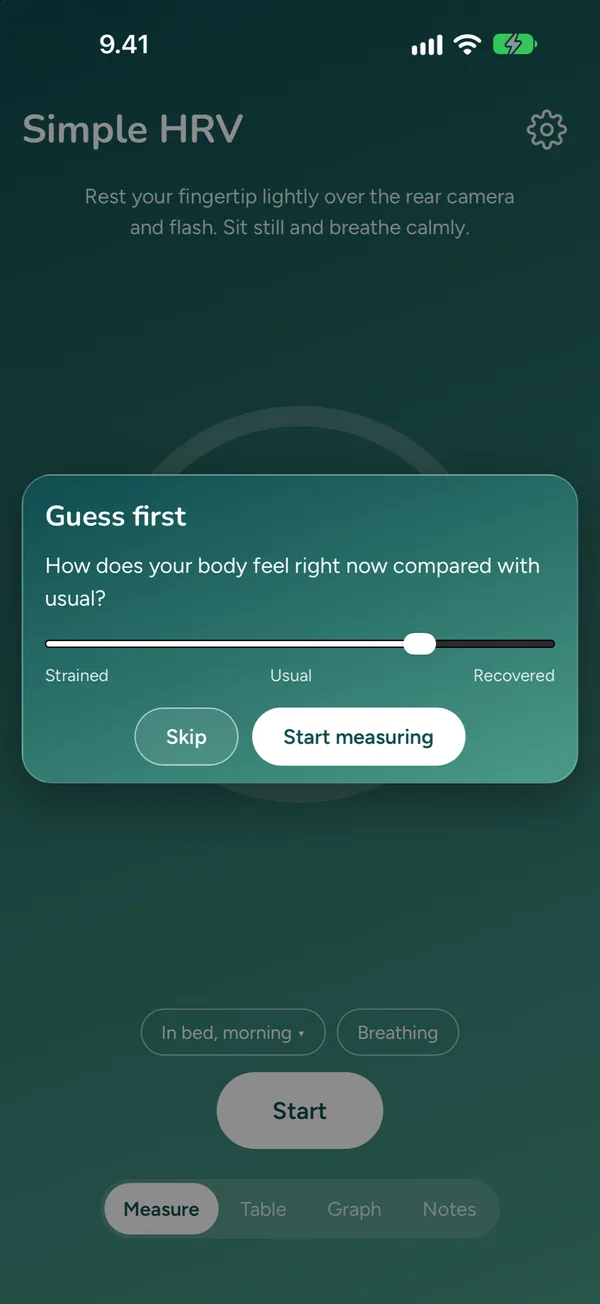 9.41
Simple HRV
Rest your fingertip lightly over the rear camera
and flash. Sit still and breathe calmly.
Guess first
How does your body feel right now compared with
usual?
Strained Usual Recovered
Skip Start measuring
In bed, morning ▾ Breathing
Start
Measure Table Graph Notes